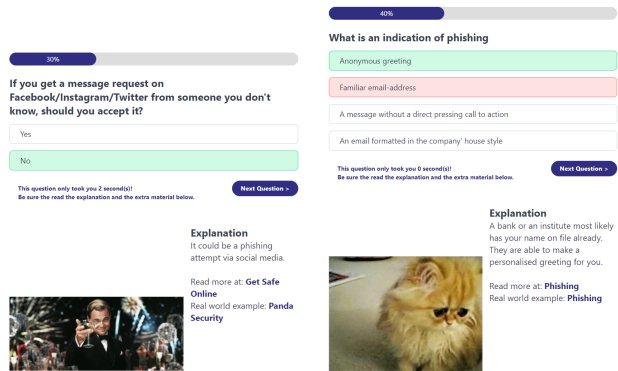 30%
If you get a message request on
Facebook/Instagram/Twitter from someone you don't
know, should you accept it?
Yes
No
This question only took you 2 second(s)!
Be sure the read the explanation and the extra material below.
Next Question >
Explanation
It could be a phishing
attempt via social media.
Read more at: Get Safe
Online
Real world example: Panda
Security
40%
What is an indication of phishing
Anonymous greeting
Familiar email-address
A message without a direct pressing call to action
An email formatted in the company' house style
This question only took you 0 second(s)!
Be sure the read the explanation and the extra material below.
Next Question >
Explanation
A bank or an institute most likely
has your name on file already.
They are able to make a
personalised greeting for you.
Read more at: Phishing
Real world example: Phishing